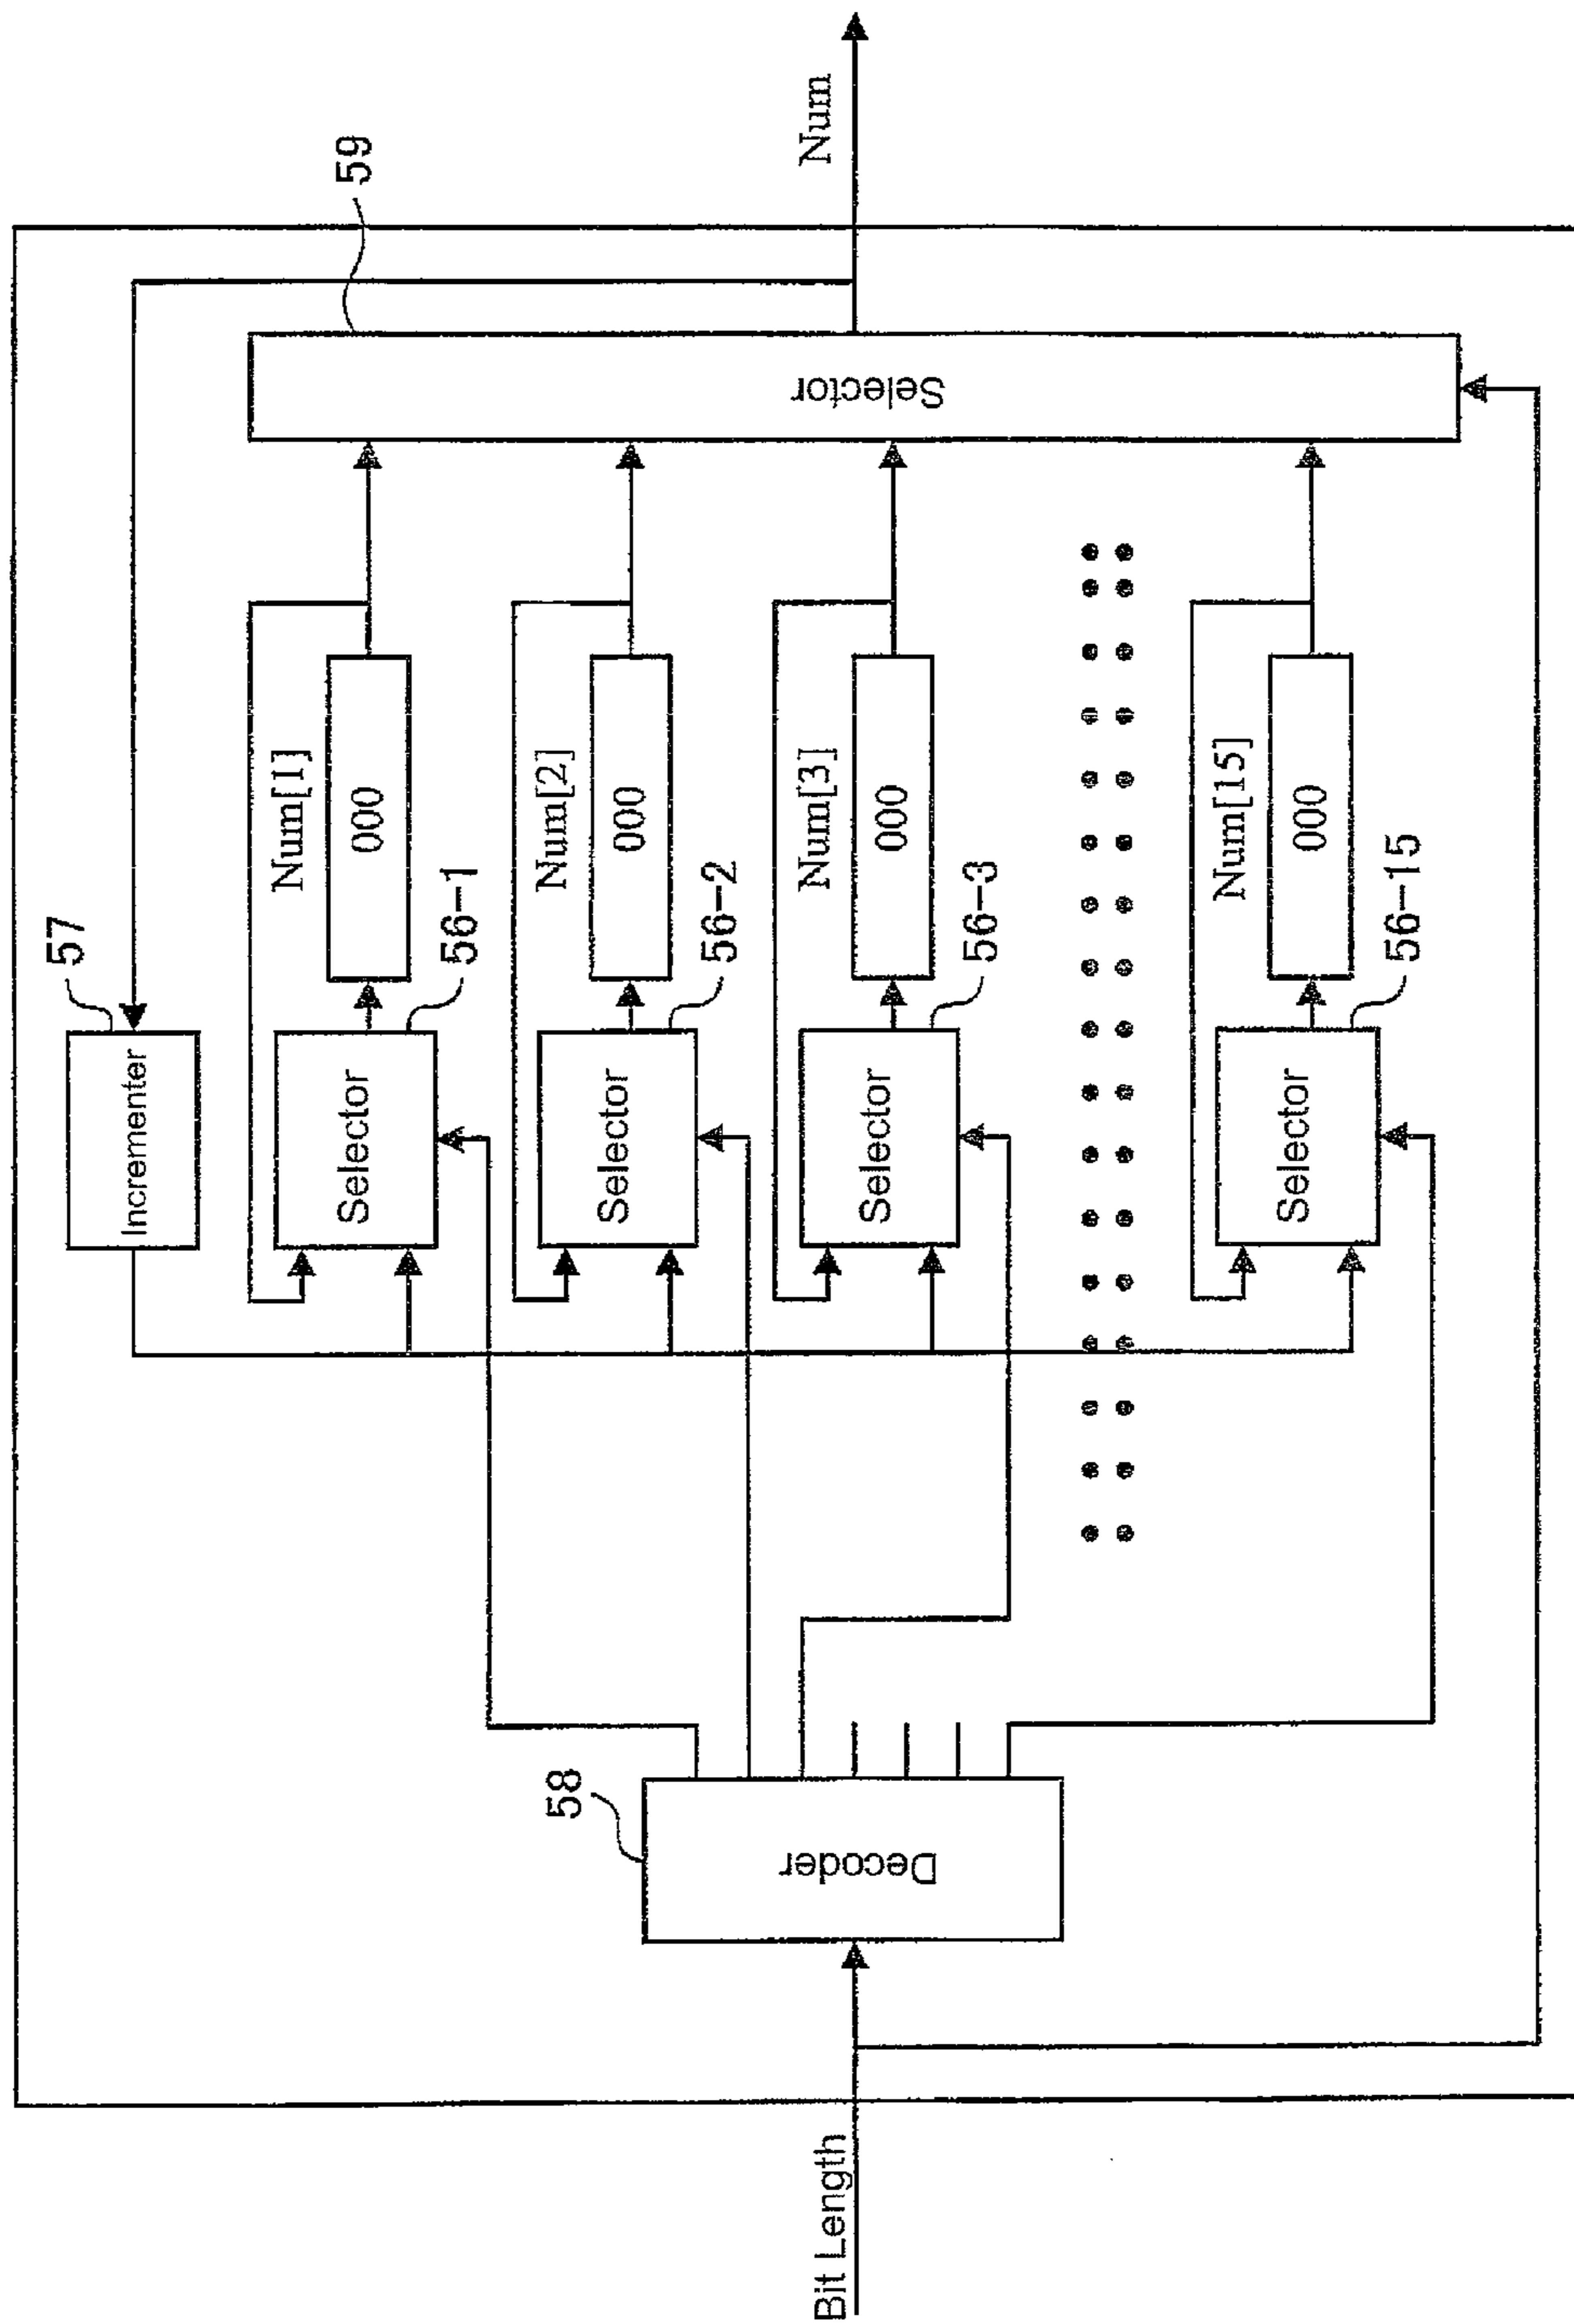 Bit Length
58
Decoder
57
Incrementer
Num[1]
000
Selector
56-1
Num[2]
000
Selector
56-2
Num[3]
000
Selector
56-3
Num[15]
000
Selector
56-15
59
Selector
Num